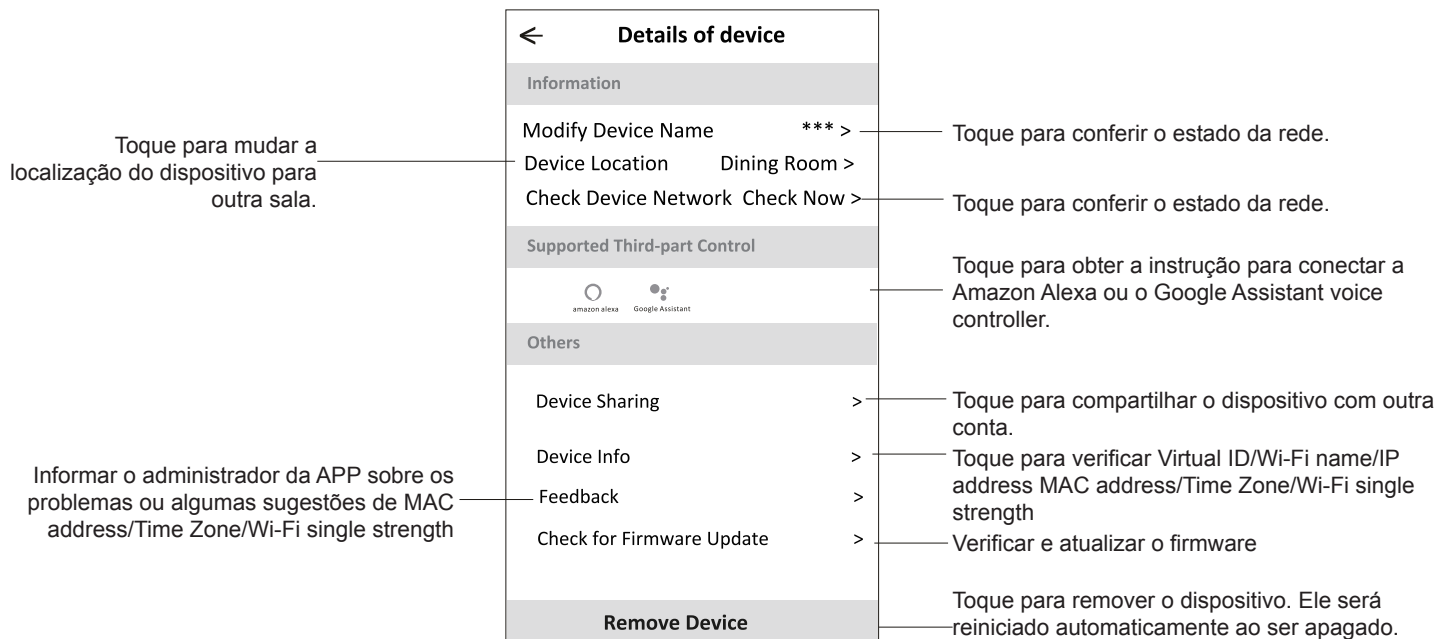 Details of device
Information
Toque para mudar a
localização do dispositivo para
outra sala.
Modify Device Name *** >
Toque para conferir o estado da rede.
Device Location Dining Room >
Check Device Network Check Now >
Toque para conferir o estado da rede.
Supported Third-part Control
amazon alexa Google Assistant
Toque para obter a instrução para conectar a
Amazon Alexa ou o Google Assistant voice
controller.
Others
Device Sharing >
Toque para compartilhar o dispositivo com outra
conta.
Device Info >
Toque para verificar Virtual ID/Wi-Fi name/IP
address MAC address/Time Zone/Wi-Fi single
strength
Informar o administrador da APP sobre os
problemas ou algumas sugestões de MAC
address/Time Zone/Wi-Fi single strength
Feedback >
Check for Firmware Update >
Verificar e atualizar o firmware
Remove Device
Toque para remover o dispositivo. Ele será
reiniciado automaticamente ao ser apagado.